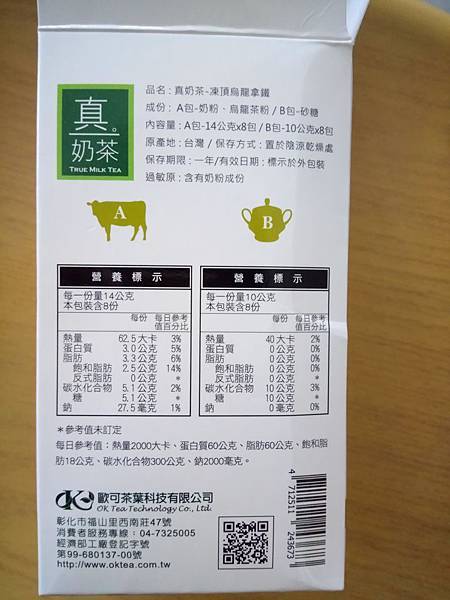 真。
奶茶
TRUE MILK TEA
品名：真奶茶-凍頂烏龍拿鐵
成份： A包-奶粉、烏龍茶粉 / B包-砂糖
內容量：A包-14公克x8包 / B包-10公克x8包
原產地：台灣 / 保存方式：置於陰涼乾燥處
保存期限：一年/有效日期：標示於外包裝
過敏原：含有奶粉成份
A
B
營養標示
每一份量14公克
本包裝含8份
每份 每日參考值百分比
熱量 62.5大卡 3%
蛋白質 3.0公克 5%
脂肪 3.3公克 6%
飽和脂肪 2.5公克 14%
反式脂肪 0公克 *
碳水化合物 5.1公克 2%
糖 5.1公克 *
鈉 27.5毫克 1%
營養標示
每一份量10公克
本包裝含8份
每份 每日參考值百分比
熱量 40大卡 2%
蛋白質 0公克 0%
脂肪 0公克 0%
飽和脂肪 0公克 0%
反式脂肪 0公克 *
碳水化合物 10公克 3%
糖 10公克 *
鈉 0毫克 0%
＊參考值未訂定
每日參考值：熱量2000大卡、蛋白質60公克、脂肪60公克、飽和脂
肪18公克、碳水化合物300公克、鈉2000毫克。
OK 歐可茶葉科技有限公司
OK Tea Technology Co., Ltd.
彰化市福山里西南莊47號
消費者服務專線：04-7325005
經濟部工廠登記字號
第99-680137-00號
http://www.oktea.com.tw
4 712511 243673